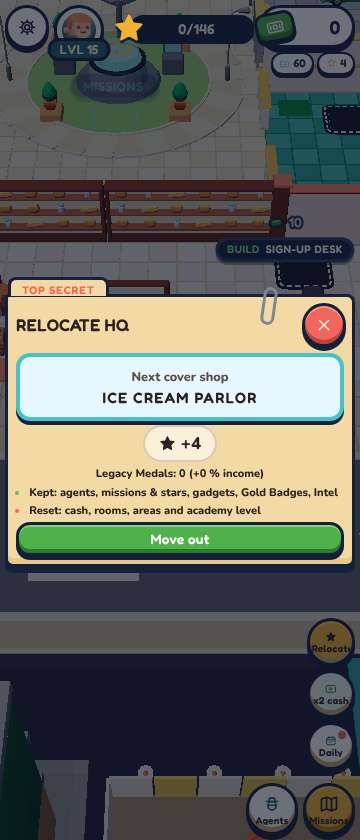 0/146
0
LVL 15
60
4
MISSIONS
10
BUILD SIGN-UP DESK
TOP SECRET
RELOCATE HQ
Next cover shop
ICE CREAM PARLOR
+4
Legacy Medals: 0 (+0 % income)
Kept: agents, missions & stars, gadgets, Gold Badges, Intel
Reset: cash, rooms, areas and academy level
Move out
Relocate
x2 cash
Daily
Agents
Missions